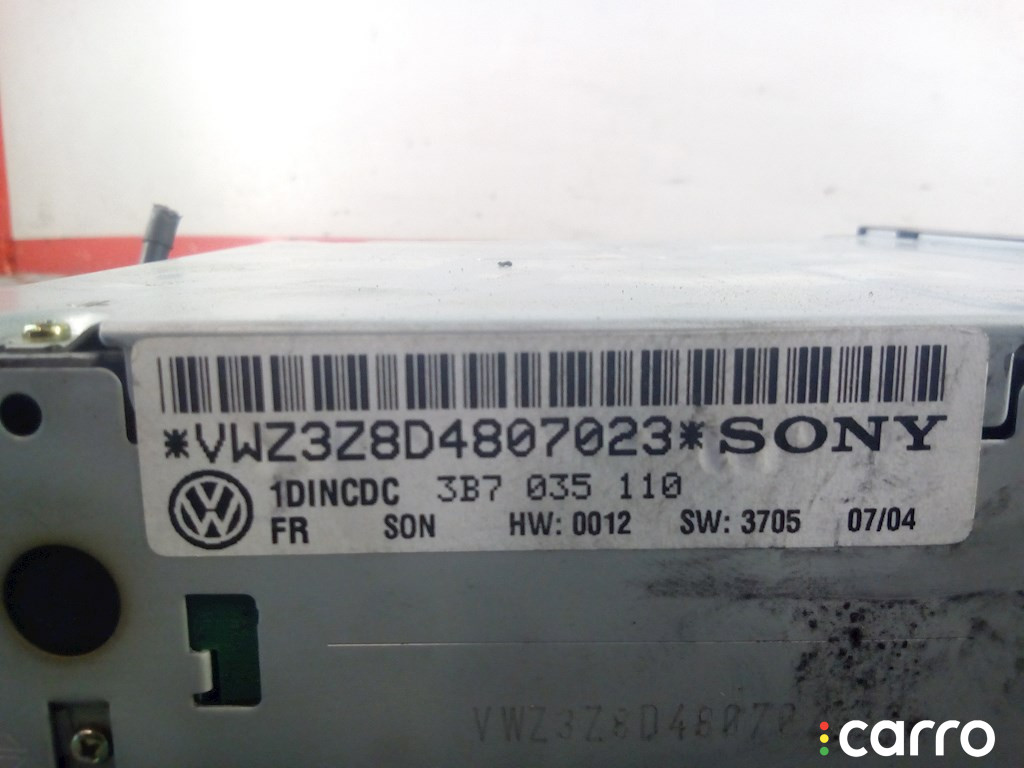 *VWZ3Z8D4807023* SONY
1DINCDC 3B7 035 110
FR SON HW: 0012 SW: 3705 07/04
carro